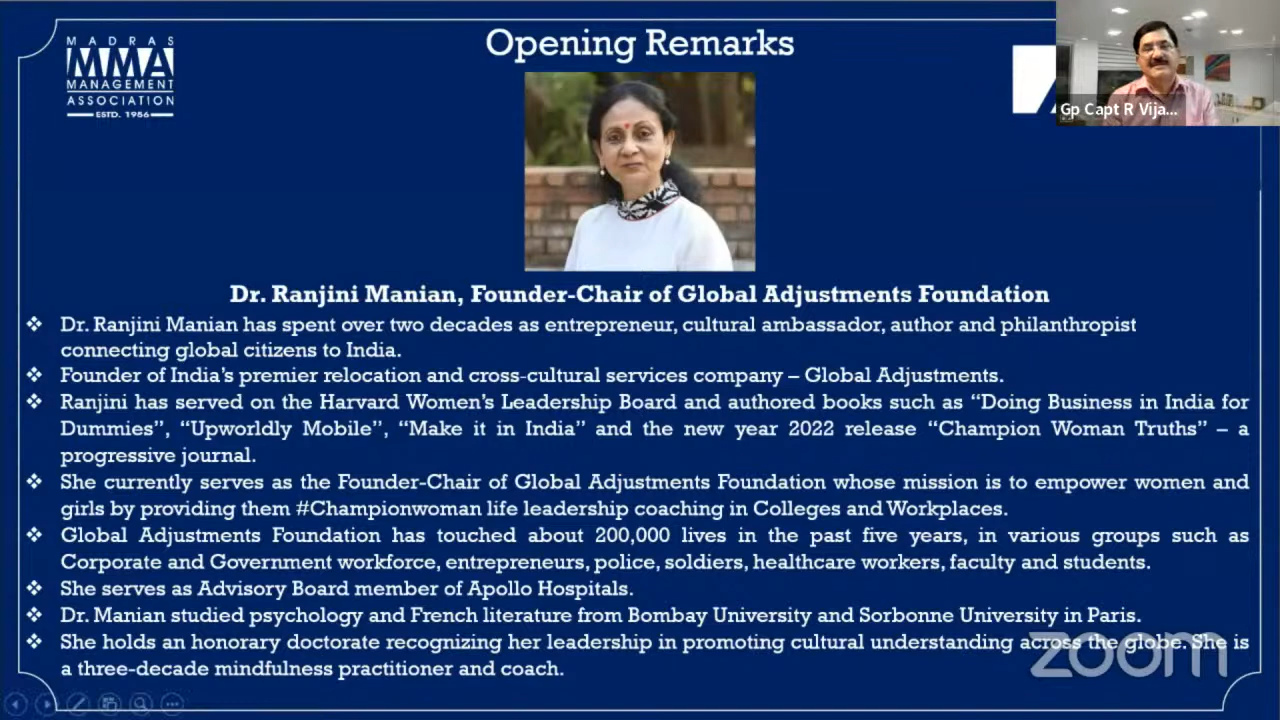 MADRAS
MMA
MANAGEMENT
ASSOCIATION
ESTD. 1956
Opening Remarks
Gp Capt R Vija...
Dr. Ranjini Manian, Founder-Chair of Global Adjustments Foundation
❖ Dr. Ranjini Manian has spent over two decades as entrepreneur, cultural ambassador, author and philanthropist
connecting global citizens to India.
❖ Founder of India's premier relocation and cross-cultural services company – Global Adjustments.
❖ Ranjini has served on the Harvard Women's Leadership Board and authored books such as "Doing Business in India for
Dummies", "Upworldly Mobile", "Make it in India" and the new year 2022 release "Champion Woman Truths" – a
progressive journal.
❖ She currently serves as the Founder-Chair of Global Adjustments Foundation whose mission is to empower women and
girls by providing them #Championwoman life leadership coaching in Colleges and Workplaces.
❖ Global Adjustments Foundation has touched about 200,000 lives in the past five years, in various groups such as
Corporate and Government workforce, entrepreneurs, police, soldiers, healthcare workers, faculty and students.
❖ She serves as Advisory Board member of Apollo Hospitals.
❖ Dr. Manian studied psychology and French literature from Bombay University and Sorbonne University in Paris.
❖ She holds an honorary doctorate recognizing her leadership in promoting cultural understanding across the globe. She is
a three-decade mindfulness practitioner and coach.
zoom